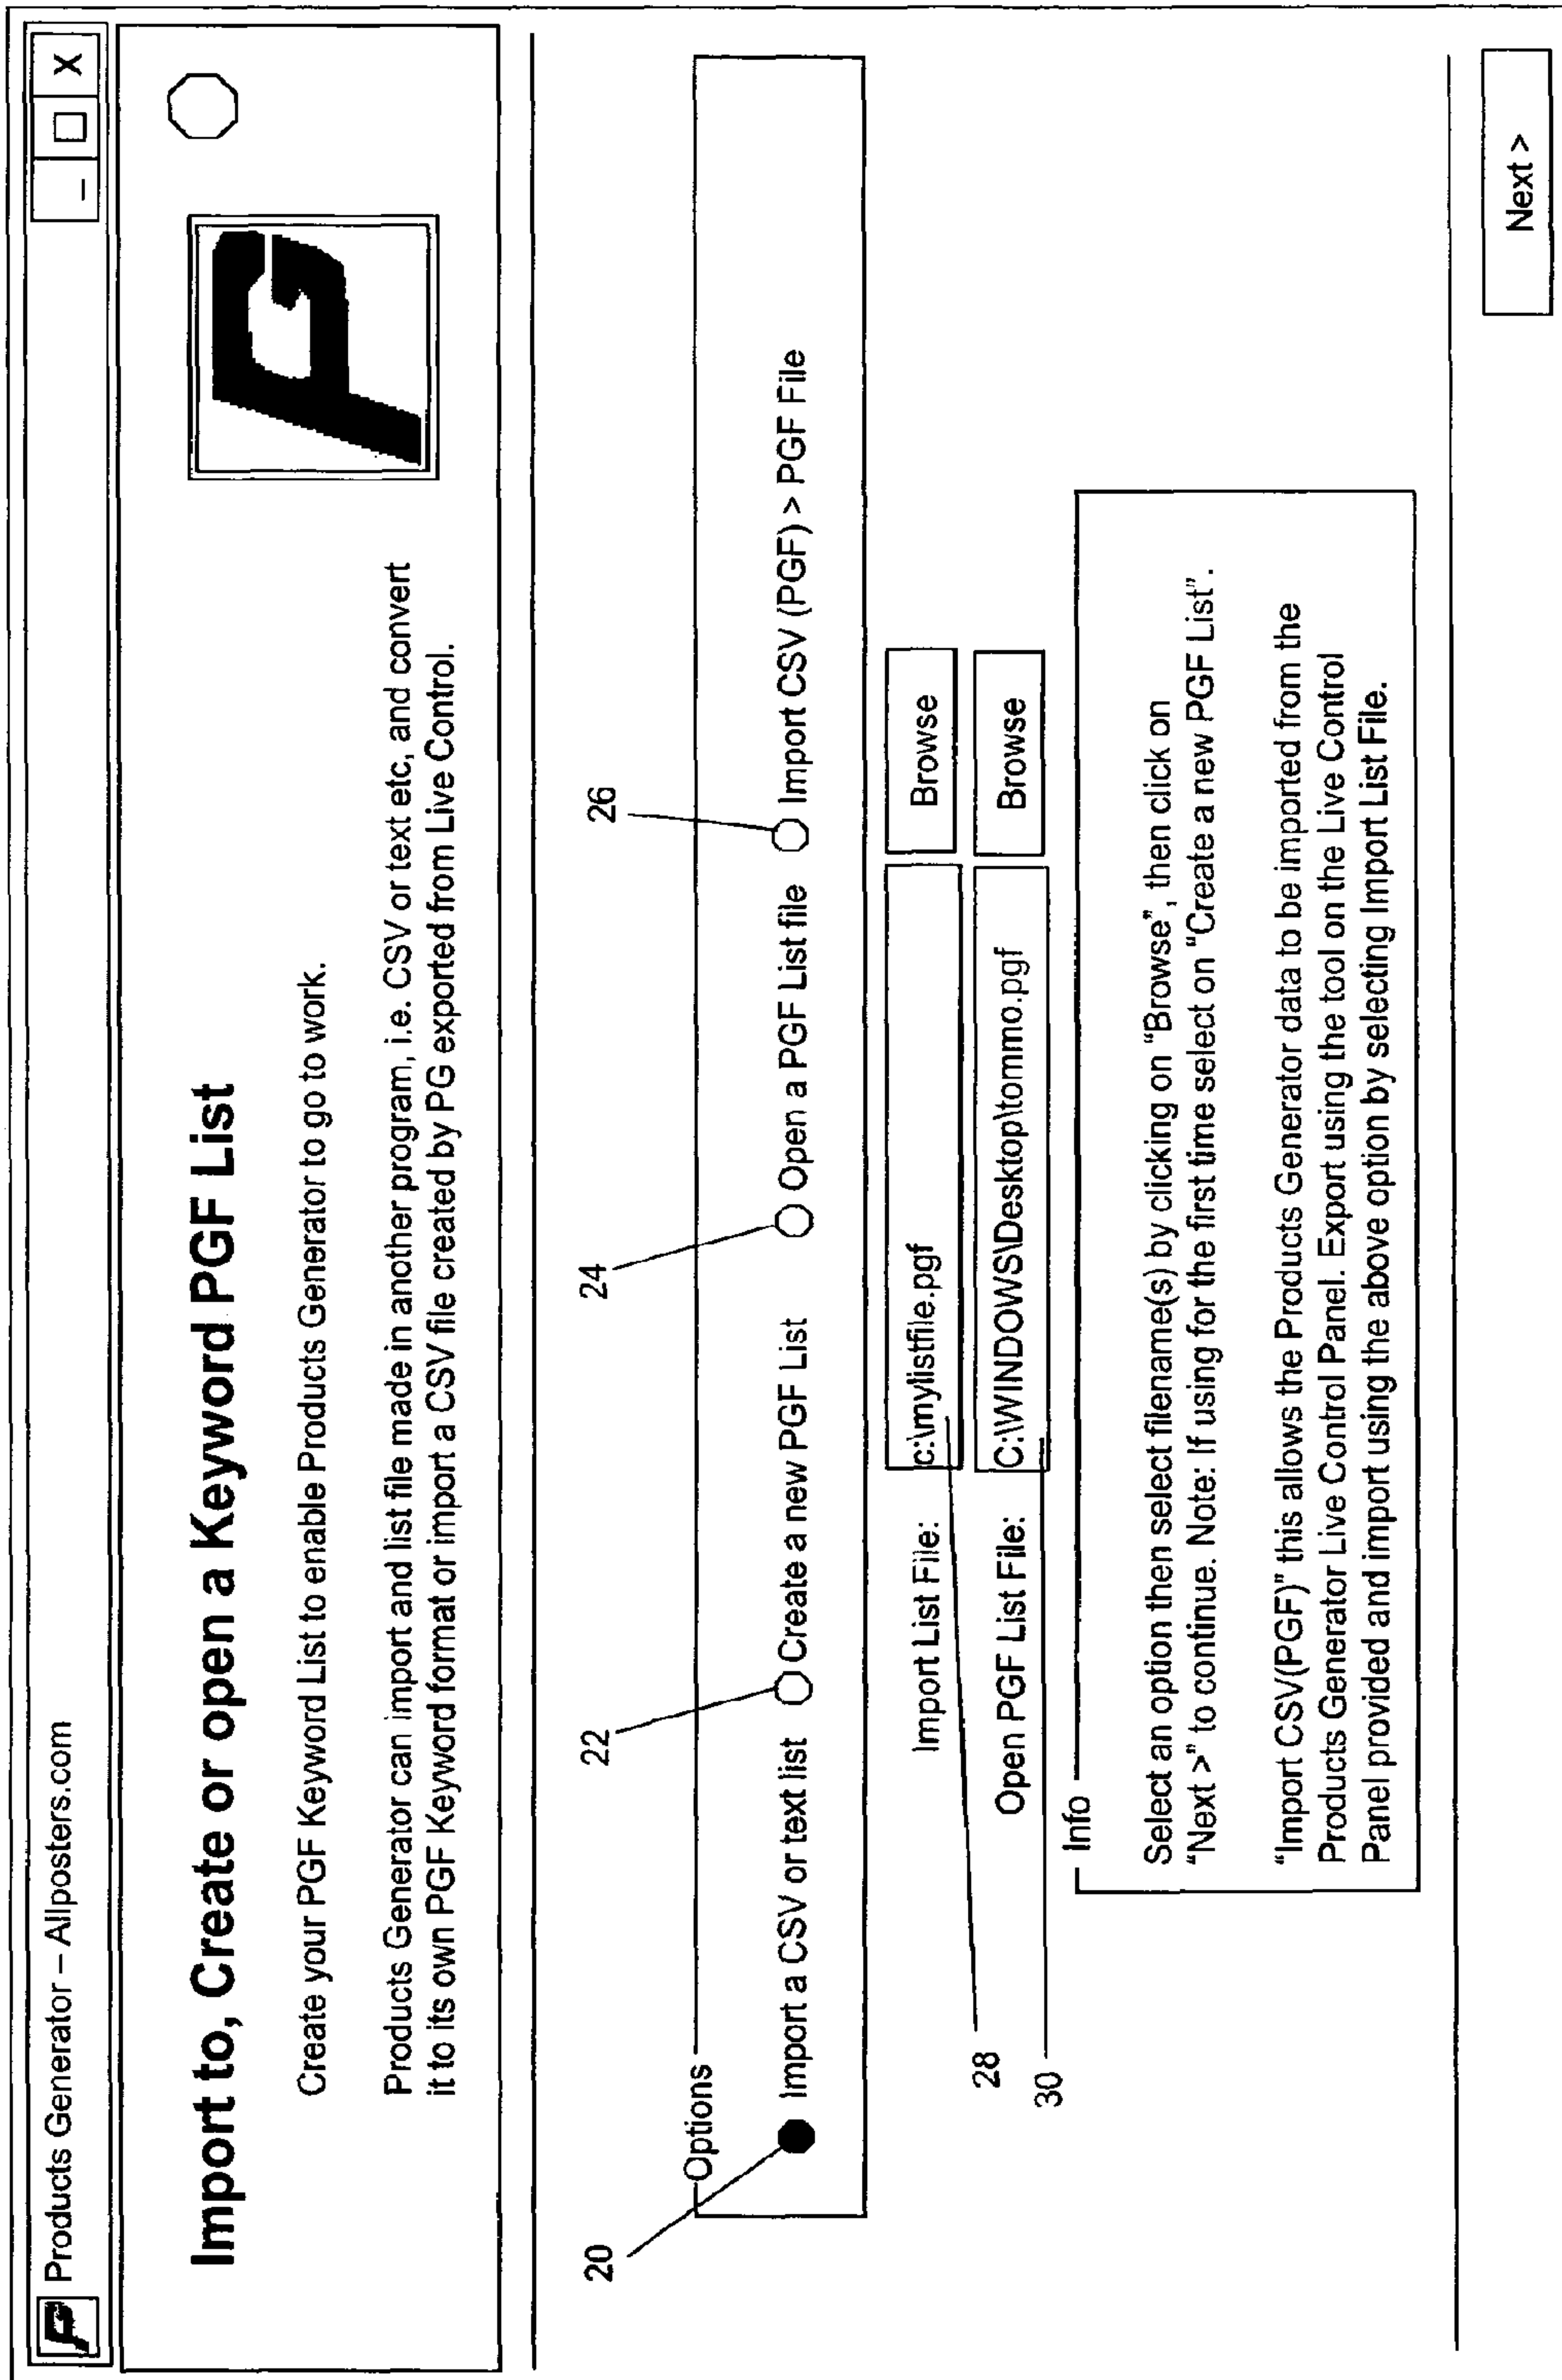 Products Generator – Allposters.com
_ □ X
Import to, Create or open a Keyword PGF List
Create your PGF Keyword List to enable Products Generator to go to work.
Products Generator can import and list file made in another program, i.e. CSV or text etc, and convert
it to its own PGF Keyword format or import a CSV file created by PG exported from Live Control.
PG
20
22
24
26
Options
Import a CSV or text list
Create a new PGF List
Open a PGF List file
Import CSV (PGF) > PGF File
Import List File:
c:\mylistfile.pgf
Browse
28
Open PGF List File:
C:\WINDOWS\Desktop\tommo.pgf
Browse
30
Info
Select an option then select filename(s) by clicking on "Browse", then click on
"Next >" to continue. Note: If using for the first time select on "Create a new PGF List".
"Import CSV(PGF)" this allows the Products Generator data to be imported from the
Products Generator Live Control Panel. Export using the tool on the Live Control
Panel provided and import using the above option by selecting Import List File.
Next >